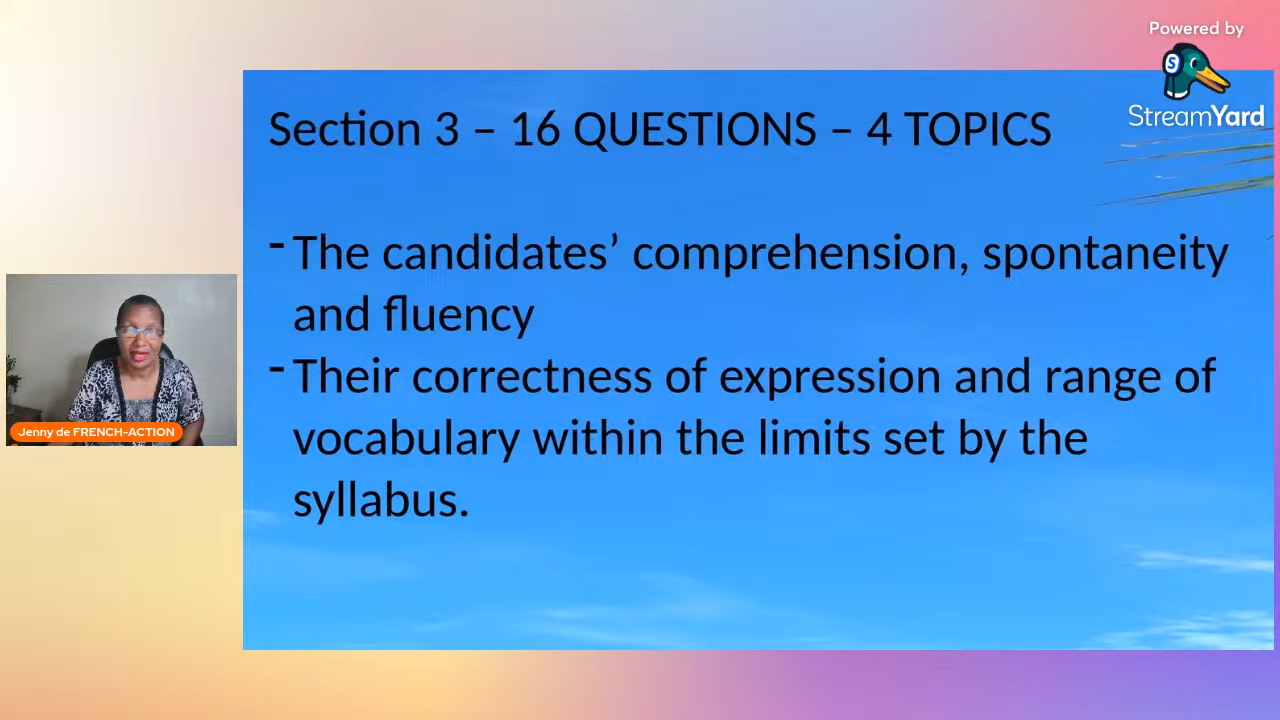 Powered by
StreamYard
Section 3 – 16 QUESTIONS – 4 TOPICS
- The candidates’ comprehension, spontaneity
and fluency
- Their correctness of expression and range of
vocabulary within the limits set by the
syllabus.
Jenny de FRENCH-ACTION